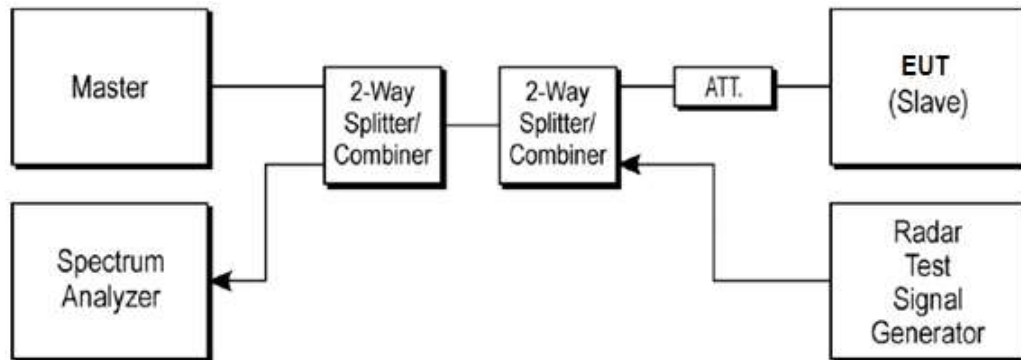 Master
2-Way
Splitter/
Combiner
2-Way
Splitter/
Combiner
ATT.
EUT
(Slave)
Spectrum
Analyzer
Radar
Test
Signal
Generator